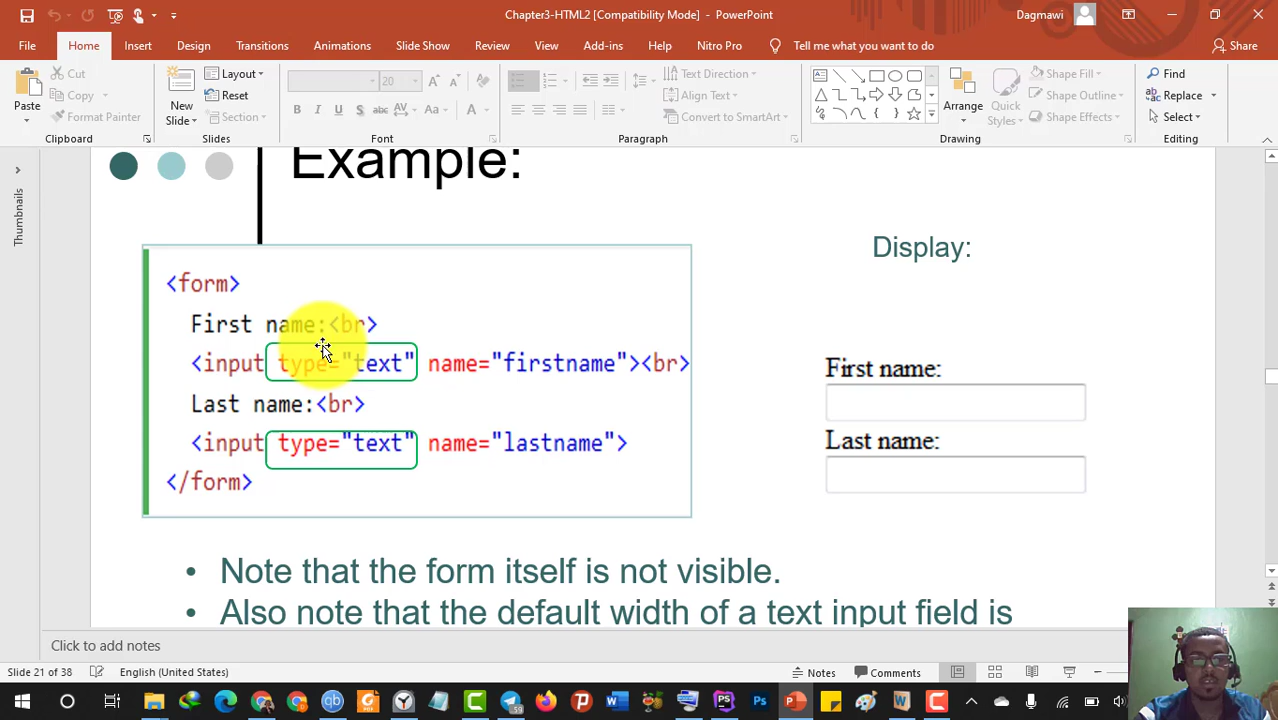 Chapter3-HTML2 [Compatibility Mode] - PowerPoint
Dagmawi
File Home Insert Design Transitions Animations Slide Show Review View Add-ins Help Nitro Pro Tell me what you want to do Share
Paste
Cut
Copy
Format Painter
Clipboard
New
Slide
Layout
Reset
Section
Slides
20
B I U S abc AV Aa A
Font
Text Direction
Align Text
Convert to SmartArt
Paragraph
Arrange
Quick
Styles
Shape Fill
Shape Outline
Shape Effects
Drawing
Find
Replace
Select
Editing
Thumbnails
Example:
Display:
<form>
First name:<br>
<input type="text" name="firstname"><br>
Last name:<br>
<input type="text" name="lastname">
</form>
First name:
Last name:
• Note that the form itself is not visible.
• Also note that the default width of a text input field is
Click to add notes
Slide 21 of 38 English (United States) Notes Comments